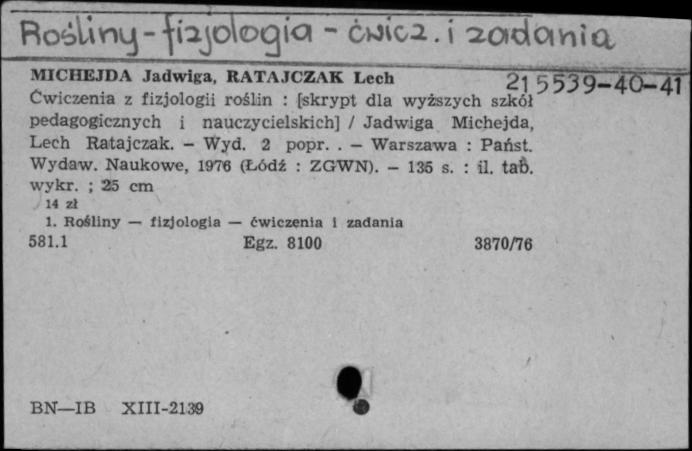 Rośliny - fizjologia - ćwicz. i zadania
MICHEJDA Jadwiga, RATAJCZAK Lech
215539-40-41
Ćwiczenia z fizjologii roślin : [skrypt dla wyższych szkół
pedagogicznych i nauczycielskich] / Jadwiga Michejda,
Lech Ratajczak. — Wyd. 2 popr. . — Warszawa : Państ.
Wydaw. Naukowe, 1976 (Łódź : ZGWN). — 135 s. : il. tab.
wykr. ; 25 cm
14 zł
1. Rośliny — fizjologia — ćwiczenia i zadania
581.1 Egz. 8100 3870/76
BN—IB XIII-2139